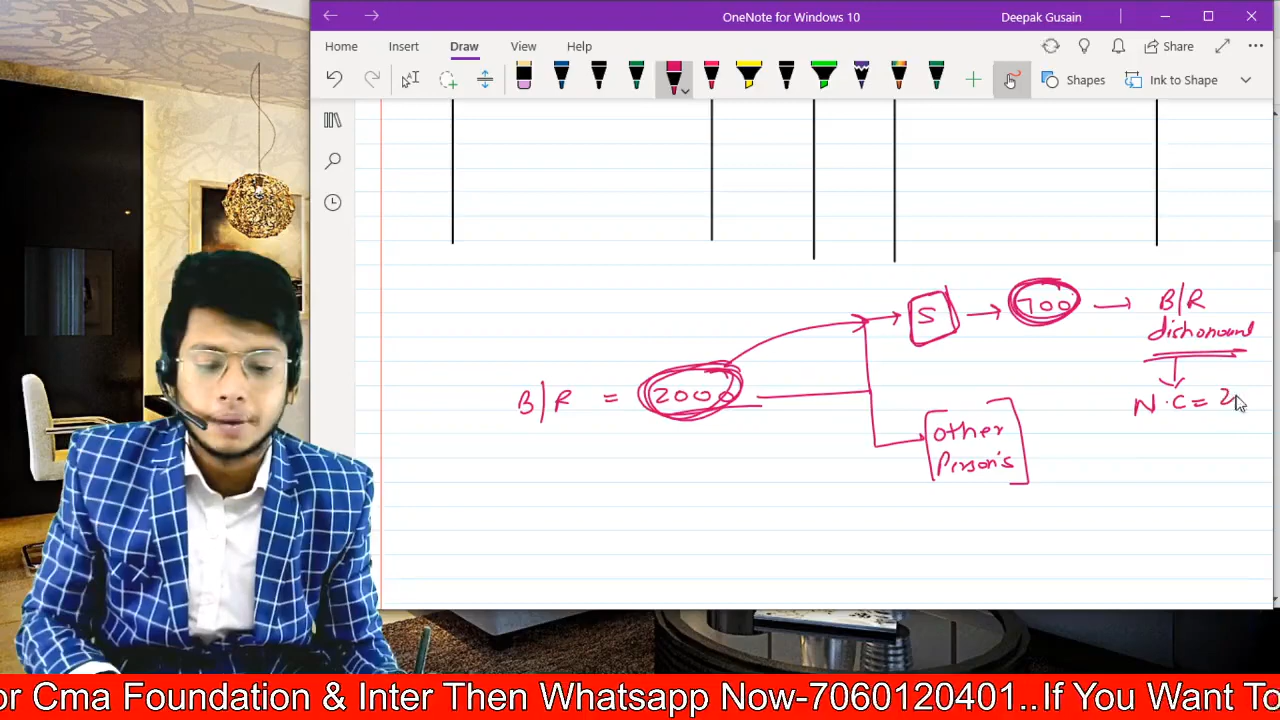 OneNote for Windows 10
Deepak Gusain
Home Insert Draw View Help
Share
Shapes
Ink to Shape
S → 700 → B/R
dishonound
B/R = 2000
N.C = 2
other
Person's
or Cma Foundation & Inter Then Whatsapp Now-7060120401..If You Want To